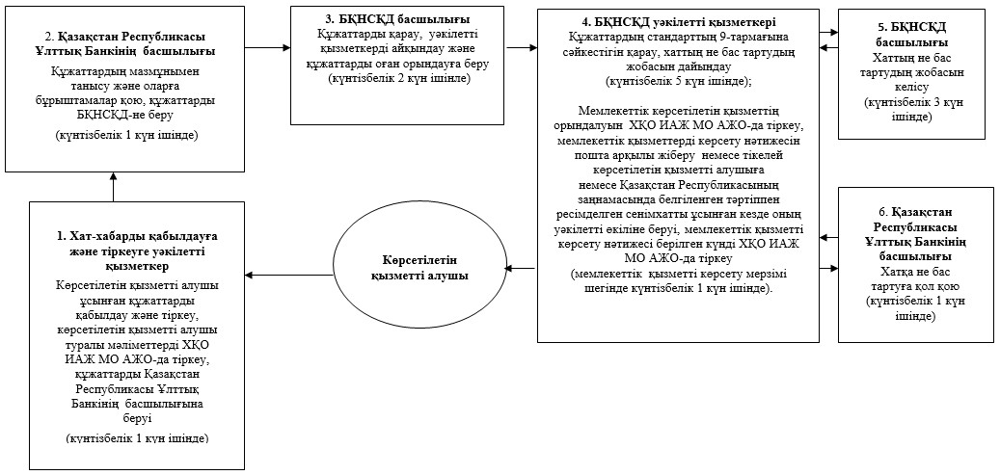 2. Қазақстан Республикасы
Ұлттық Банкінің басшылығы
Құжаттардың мазмұнымен
танысу және оларға
бұрыштамалар қою, құжаттарды
БҚНСҚД-не беру
(күнтізбелік 1 күн ішінде)
3. БҚНСҚД басшылығы
Құжаттарды қарау, уәкілетті
қызметкерді айқындау және
құжаттарды оған орындауға беру
(күнтізбелік 2 күн ішінле)
4. БҚНСҚД уәкілетті қызметкері
Құжаттардың стандарттың 9-тармағына
сәйкестігін қарау, хаттың не бас тартудың
жобасын дайындау
(күнтізбелік 5 күн ішінде);
Мемлекеттік көрсетілетін қызметтің
орындалуын ХҚО ИАЖ МО АЖО-да тіркеу,
мемлекеттік қызметтерді көрсету нәтижесін
пошта арқылы жіберу немесе тікелей
көрсетілетін қызметті алушыға
немесе Қазақстан Республикасының
заңнамасында белгіленген тәртіппен
ресімделген сенімхатты ұсынған кезде оның
уәкілетті өкіліне беруі, мемлекеттік қызметті
көрсету нәтижесі берілген күнді ХҚО ИАЖ
МО АЖО-да тіркеу
(мемлекеттік қызметті көрсету мерзімі
шегінде күнтізбелік 1 күн ішінде).
5. БҚНСҚД
басшылығы
Хаттың не бас
тартудың жобасын
келісу
(күнтізбелік 3 күн
ішінде)
6. Қазақстан
Республикасы
Ұлттық Банкінің
басшылығы
Хатқа не бас
тартуға қол қою
(күнтізбелік 1 күн
ішінде)
1. Хат-хабарды қабылдауға
және тіркеуге уәкілетті
қызметкер
Көрсетілетін қызметті алушы
ұсынған құжаттарды
қабылдау және тіркеу,
көрсетілетін қызметті алушы
туралы мәліметтерді ХҚО
ИАЖ МО АЖО-да тіркеу,
құжаттарды Қазақстан
Республикасы Ұлттық
Банкінің басшылығына
беруі
(күнтізбелік 1 күн ішінде)
Көрсетілетін
қызметті алушы